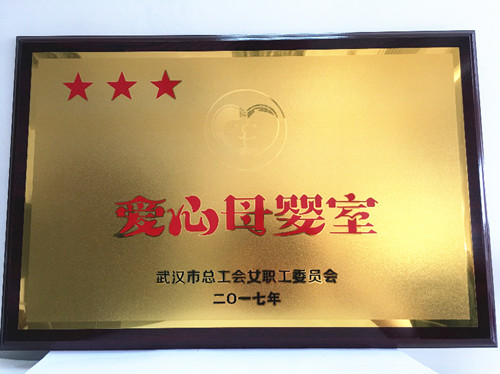 爱心母婴室
武汉市总工会女职工委员会
二〇一七年